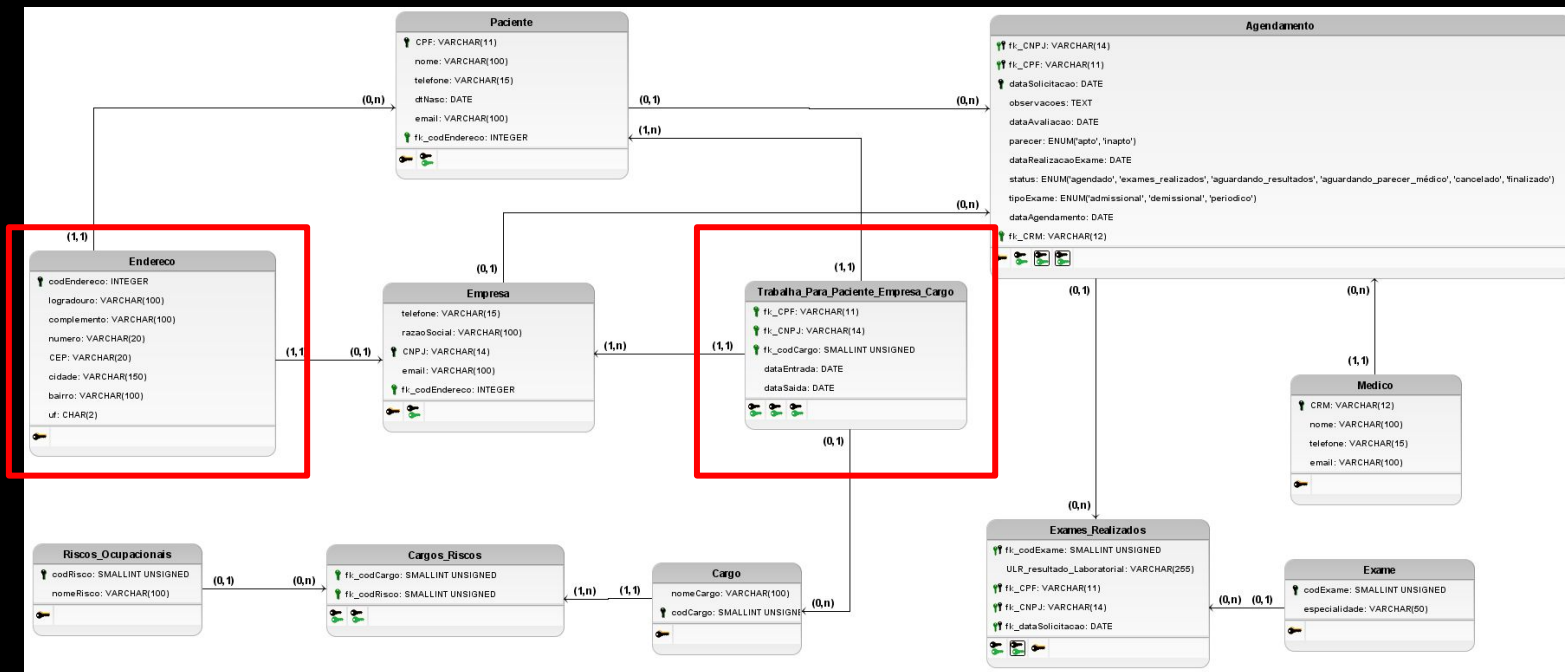 Paciente
CPF: VARCHAR(11)
nome: VARCHAR(100)
telefone: VARCHAR(15)
dtNasc: DATE
email: VARCHAR(100)
fk_codEndereco: INTEGER
Agendamento
fk_CNPJ: VARCHAR(14)
fk_CPF: VARCHAR(11)
dataSolicitacao: DATE
observacoes: TEXT
dataAvaliacao: DATE
parecer: ENUM('apto', 'inapto')
dataRealizacaoExame: DATE
status: ENUM('agendado', 'exames_realizados', 'aguardando_resultados', 'aguardando_parecer_médico', 'cancelado', 'finalizado')
tipoExame: ENUM('admissional', 'demissional', 'periodico')
dataAgendamento: DATE
fk_CRM: VARCHAR(12)
(0,n)
(0,1)
(0,n)
(1,n)
(0,n)
(1,1)
(0,1)
(1,1)
(0,1)
(0,n)
Endereco
codEndereco: INTEGER
logradouro: VARCHAR(100)
complemento: VARCHAR(100)
numero: VARCHAR(20)
CEP: VARCHAR(20)
cidade: VARCHAR(150)
bairro: VARCHAR(100)
uf: CHAR(2)
(1,1)
(0,1)
Empresa
telefone: VARCHAR(15)
razaoSocial: VARCHAR(100)
CNPJ: VARCHAR(14)
email: VARCHAR(100)
fk_codEndereco: INTEGER
(1,n)
(1,1)
Trabalha_Para_Paciente_Empresa_Cargo
fk_CPF: VARCHAR(11)
fk_CNPJ: VARCHAR(14)
fk_codCargo: SMALLINT UNSIGNED
dataEntrada: DATE
dataSaida: DATE
(0,1)
(1,1)
Medico
CRM: VARCHAR(12)
nome: VARCHAR(100)
telefone: VARCHAR(15)
email: VARCHAR(100)
(0,n)
Riscos_Ocupacionais
codRisco: SMALLINT UNSIGNED
nomeRisco: VARCHAR(100)
(0,1)
(0,n)
Cargos_Riscos
fk_codCargo: SMALLINT UNSIGNED
fk_codRisco: SMALLINT UNSIGNED
(1,n)
(1,1)
Cargo
nomeCargo: VARCHAR(100)
codCargo: SMALLINT UNSIGNE
(0,n)
Exames_Realizados
fk_codExame: SMALLINT UNSIGNED
ULR_resultado_Laboratorial: VARCHAR(255)
fk_CPF: VARCHAR(11)
fk_CNPJ: VARCHAR(14)
fk_dataSolicitacao: DATE
(0,n)
(0,1)
Exame
codExame: SMALLINT UNSIGNED
especialidade: VARCHAR(50)